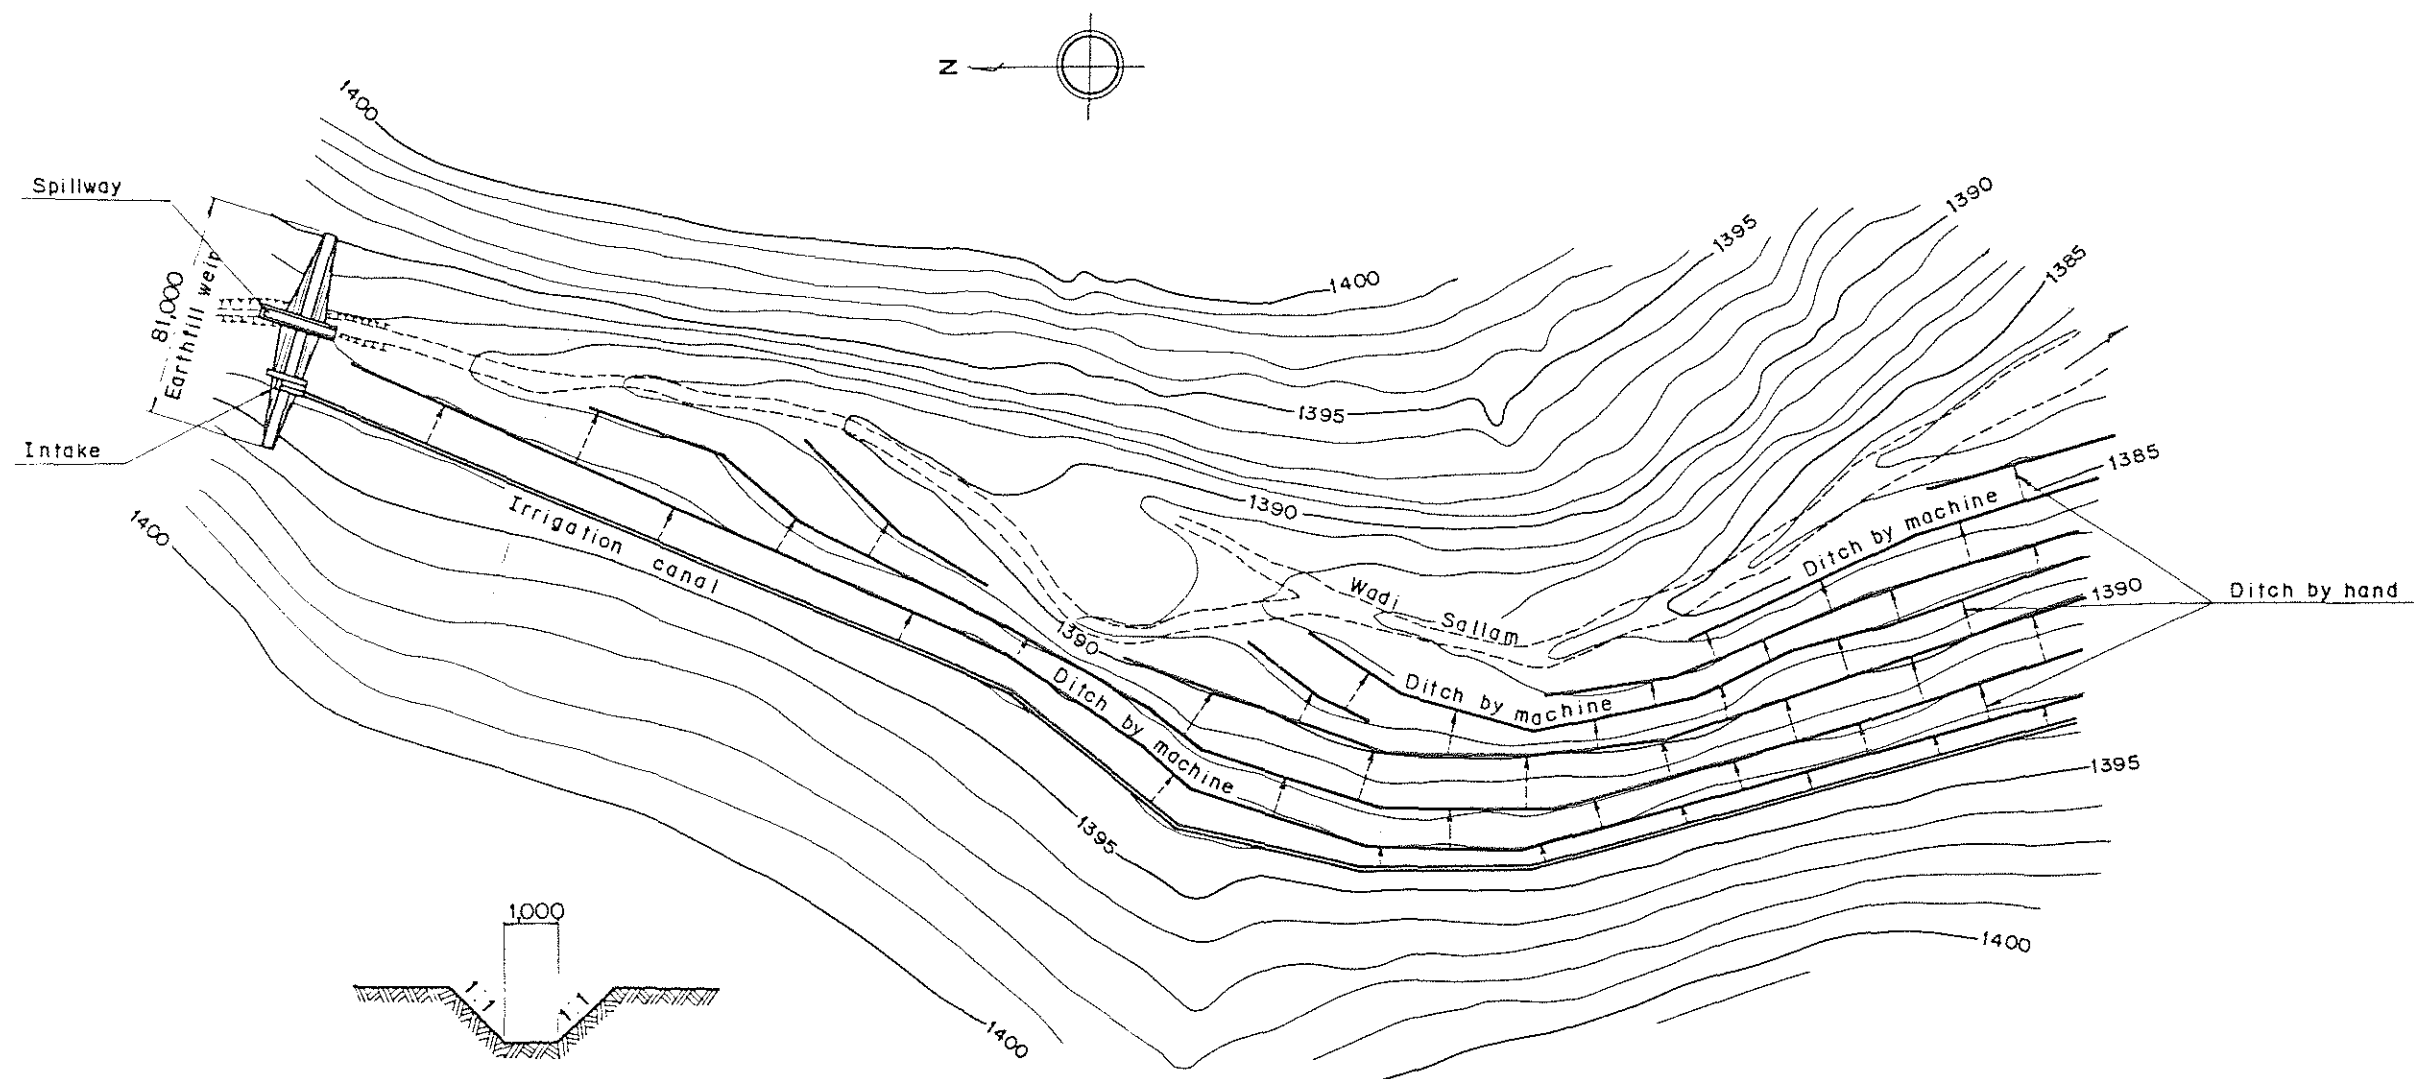 N
1400
Spillway
1390
1395
1385
1400
81,000
Earthfill weir
1395
Intake
1385
1390
1400
Irrigation canal
Ditch by machine
Wadi Sallam
Ditch by hand
1390
1390
Ditch by machine
Ditch by machine
1395
1395
1,000
1:1
1:1
1400
1400